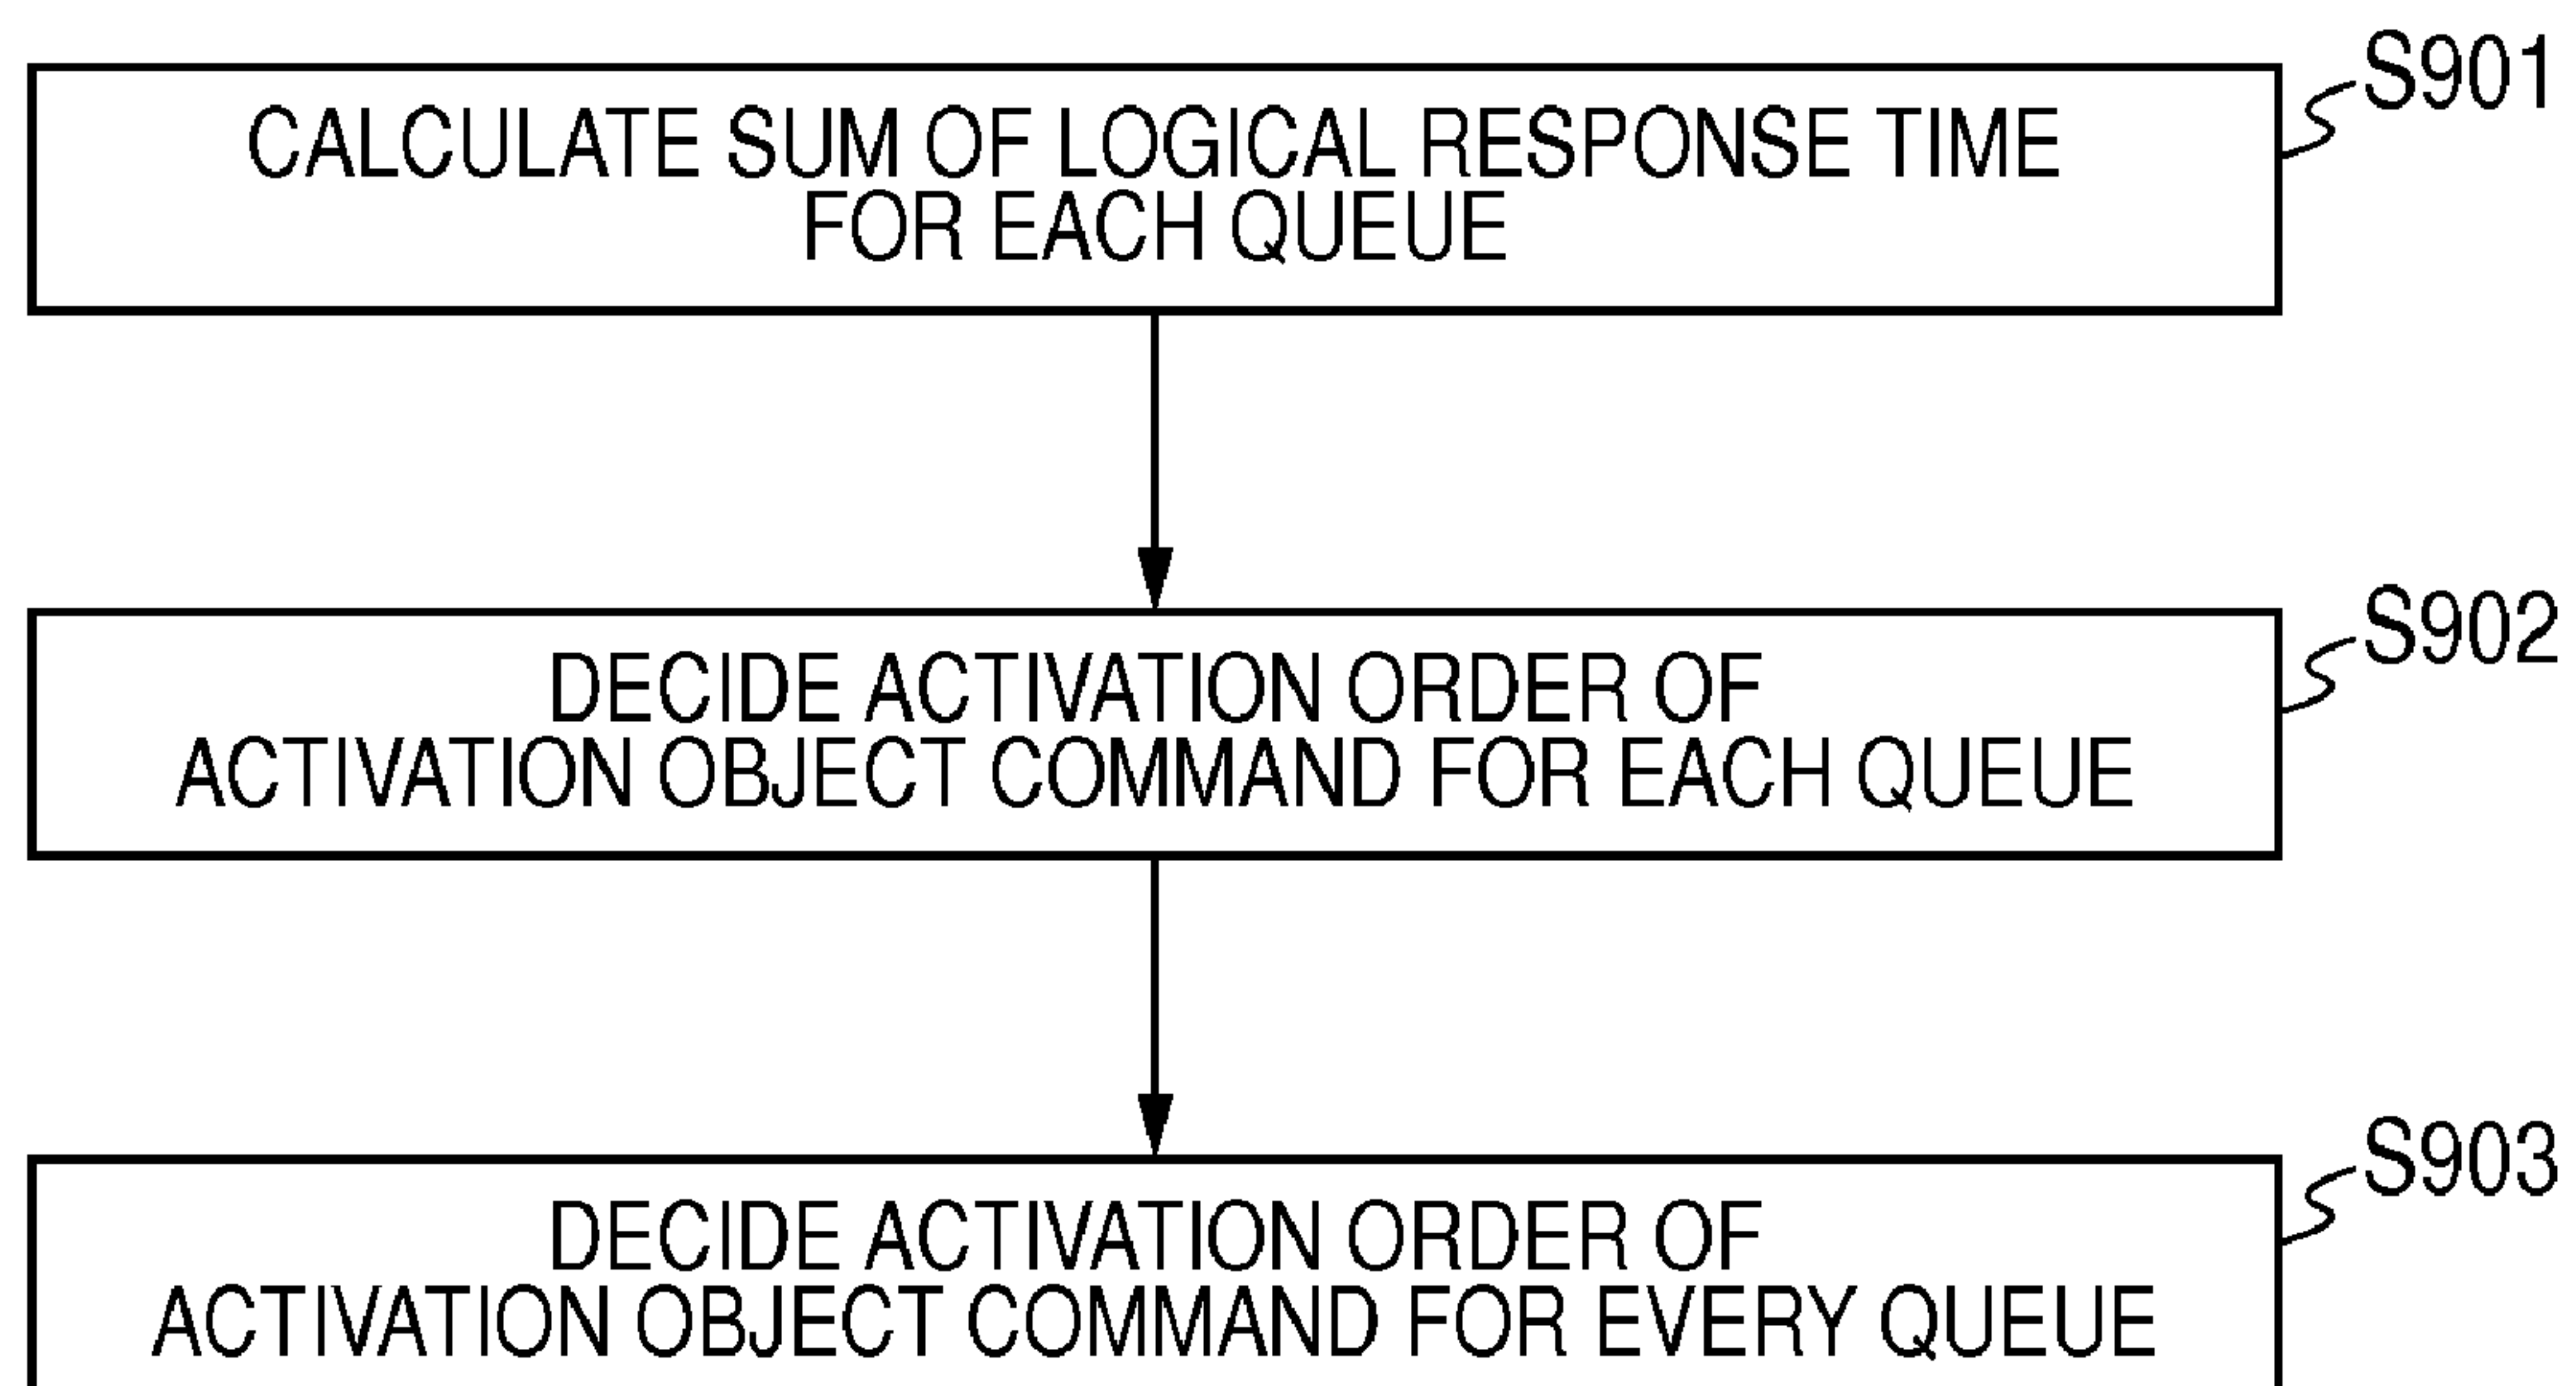 S901
CALCULATE SUM OF LOGICAL RESPONSE TIME
FOR EACH QUEUE
S902
DECIDE ACTIVATION ORDER OF
ACTIVATION OBJECT COMMAND FOR EACH QUEUE
S903
DECIDE ACTIVATION ORDER OF
ACTIVATION OBJECT COMMAND FOR EVERY QUEUE